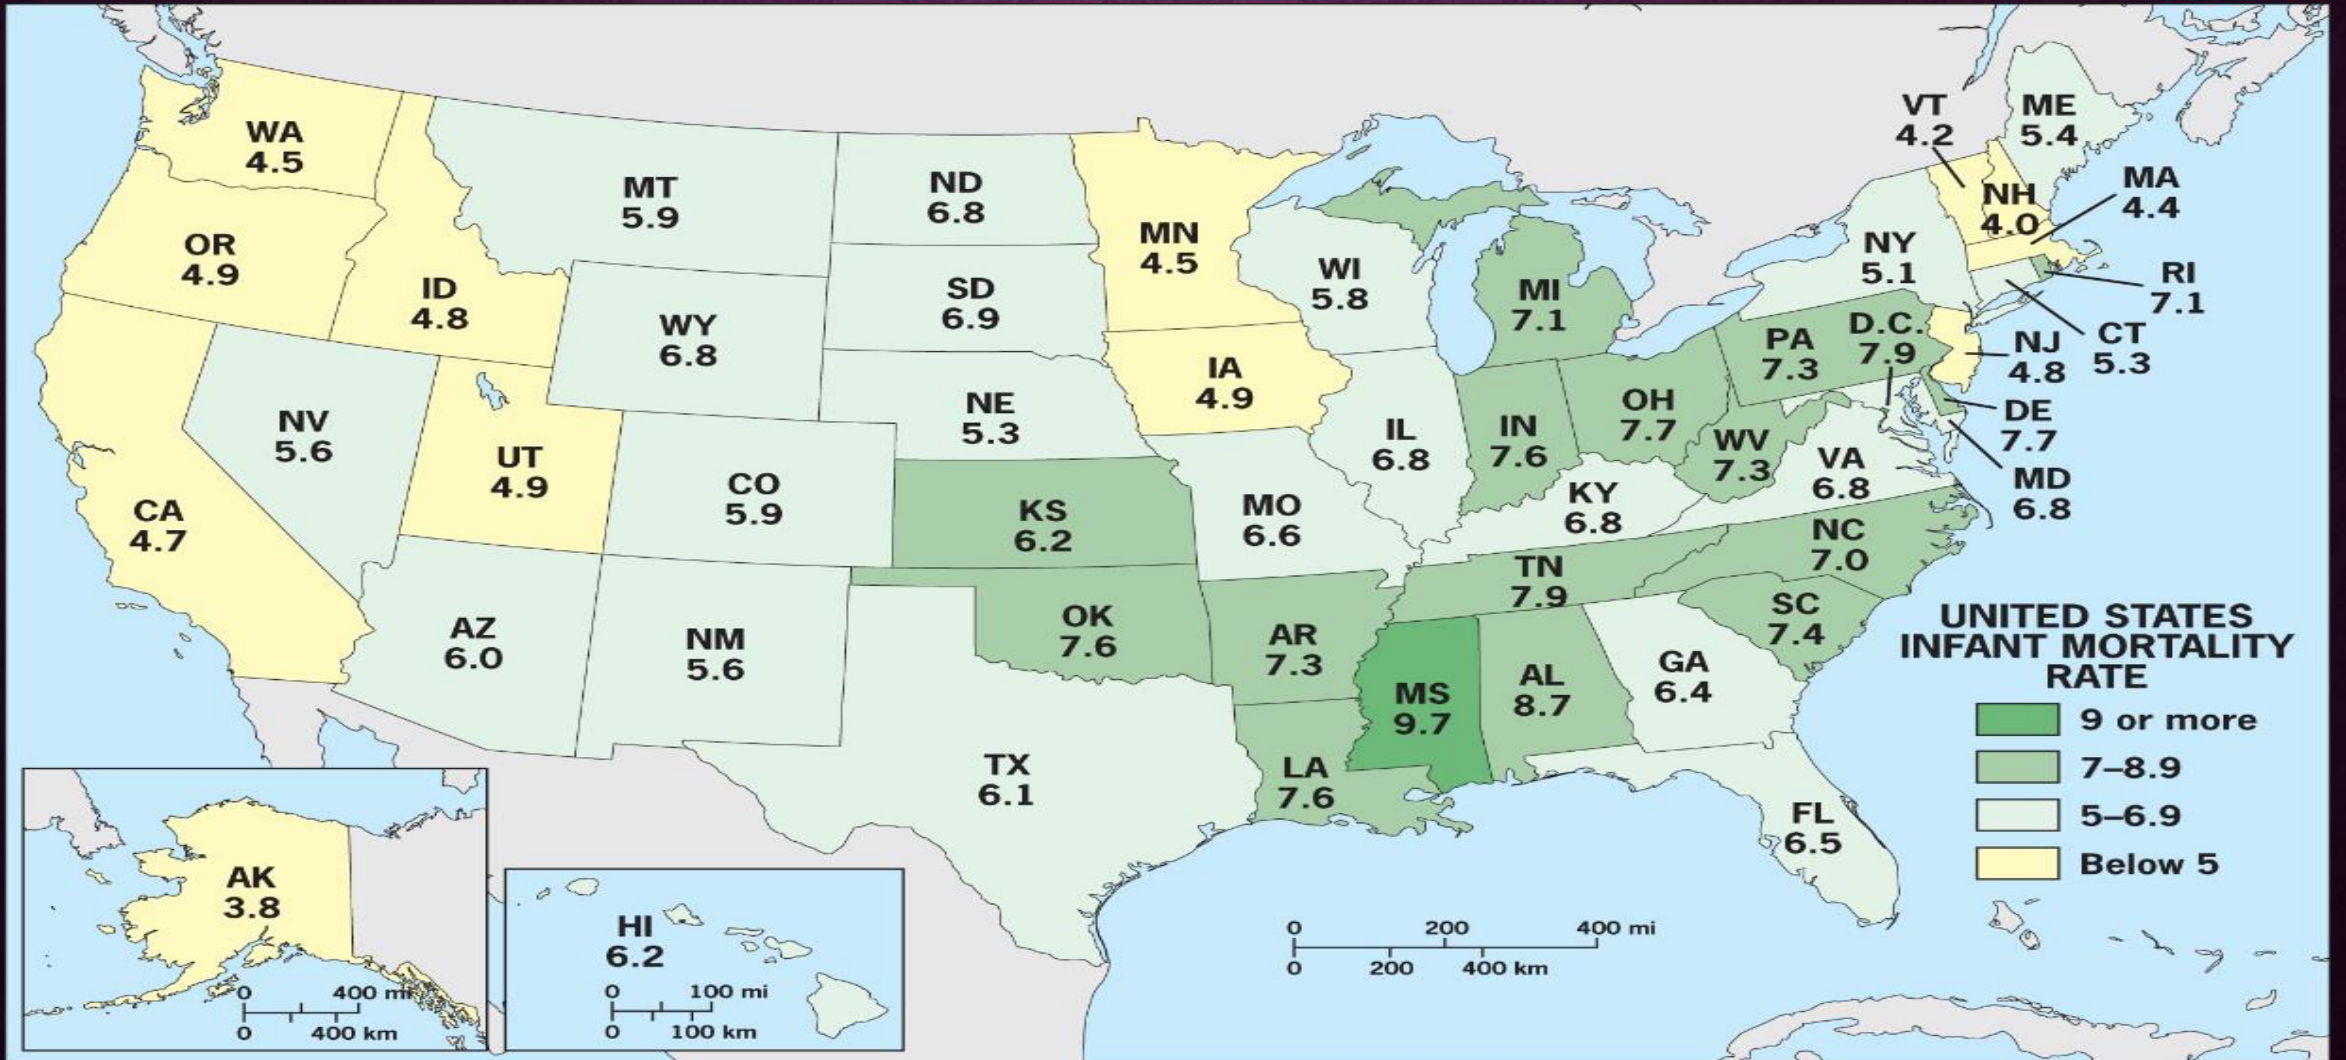 WA
4.5
OR
4.9
CA
4.7
NV
5.6
ID
4.8
MT
5.9
WY
6.8
UT
4.9
CO
5.9
AZ
6.0
NM
5.6
ND
6.8
SD
6.9
NE
5.3
KS
6.2
OK
7.6
TX
6.1
MN
4.5
IA
4.9
MO
6.6
AR
7.3
LA
7.6
WI
5.8
IL
6.8
MI
7.1
IN
7.6
OH
7.7
KY
6.8
TN
7.9
MS
9.7
AL
8.7
GA
6.4
FL
6.5
SC
7.4
NC
7.0
VA
6.8
WV
7.3
PA
7.3
D.C.
7.9
NY
5.1
VT
4.2
NH
4.0
ME
5.4
MA
4.4
RI
7.1
CT
5.3
NJ
4.8
DE
7.7
MD
6.8
AK
3.8
0 400 mi
0 400 km
HI
6.2
0 100 mi
0 100 km
0 200 400 mi
0 200 400 km
UNITED STATES
INFANT MORTALITY
RATE
9 or more
7–8.9
5–6.9
Below 5